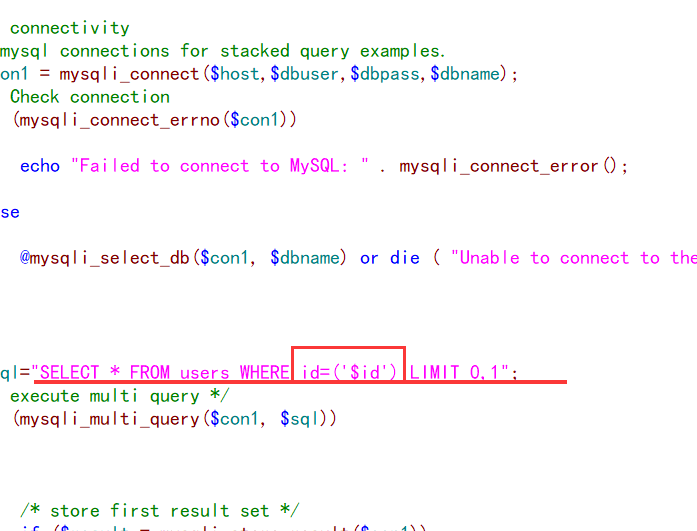 connectivity
mysql connections for stacked query examples.
on1 = mysqli_connect($host,$dbuser,$dbpass,$dbname);
Check connection
(mysqli_connect_errno($con1))
echo "Failed to connect to MySQL: " . mysqli_connect_error();
se
@mysqli_select_db($con1, $dbname) or die ( "Unable to connect to the
ql="SELECT * FROM users WHERE id=('$id') LIMIT 0,1";
execute multi query */
(mysqli_multi_query($con1, $sql))
/* store first result set */